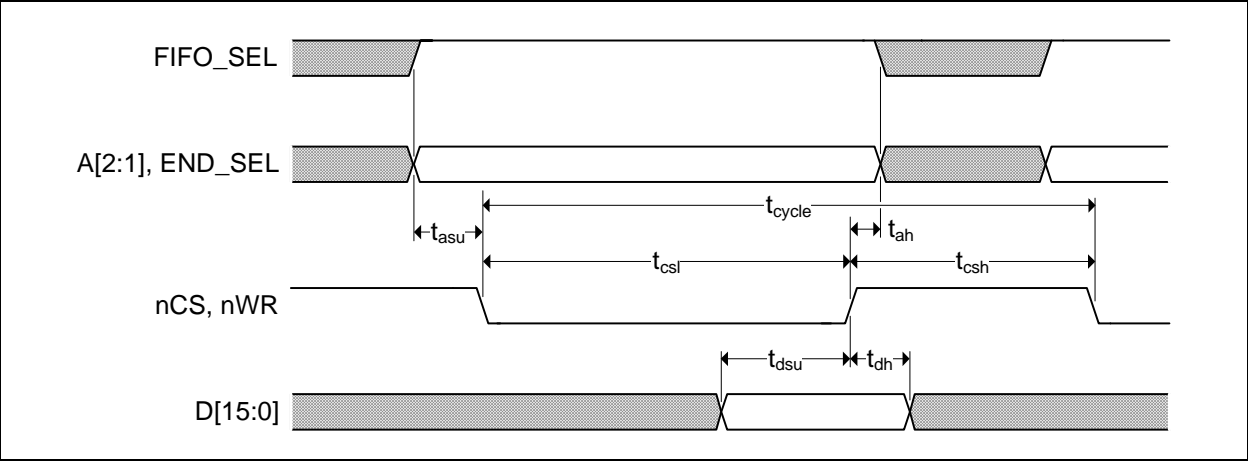 FIFO_SEL
A[2:1], END_SEL
tcycle
tasu
tah
tcsl
tcsh
nCS, nWR
tdsu
tdh
D[15:0]